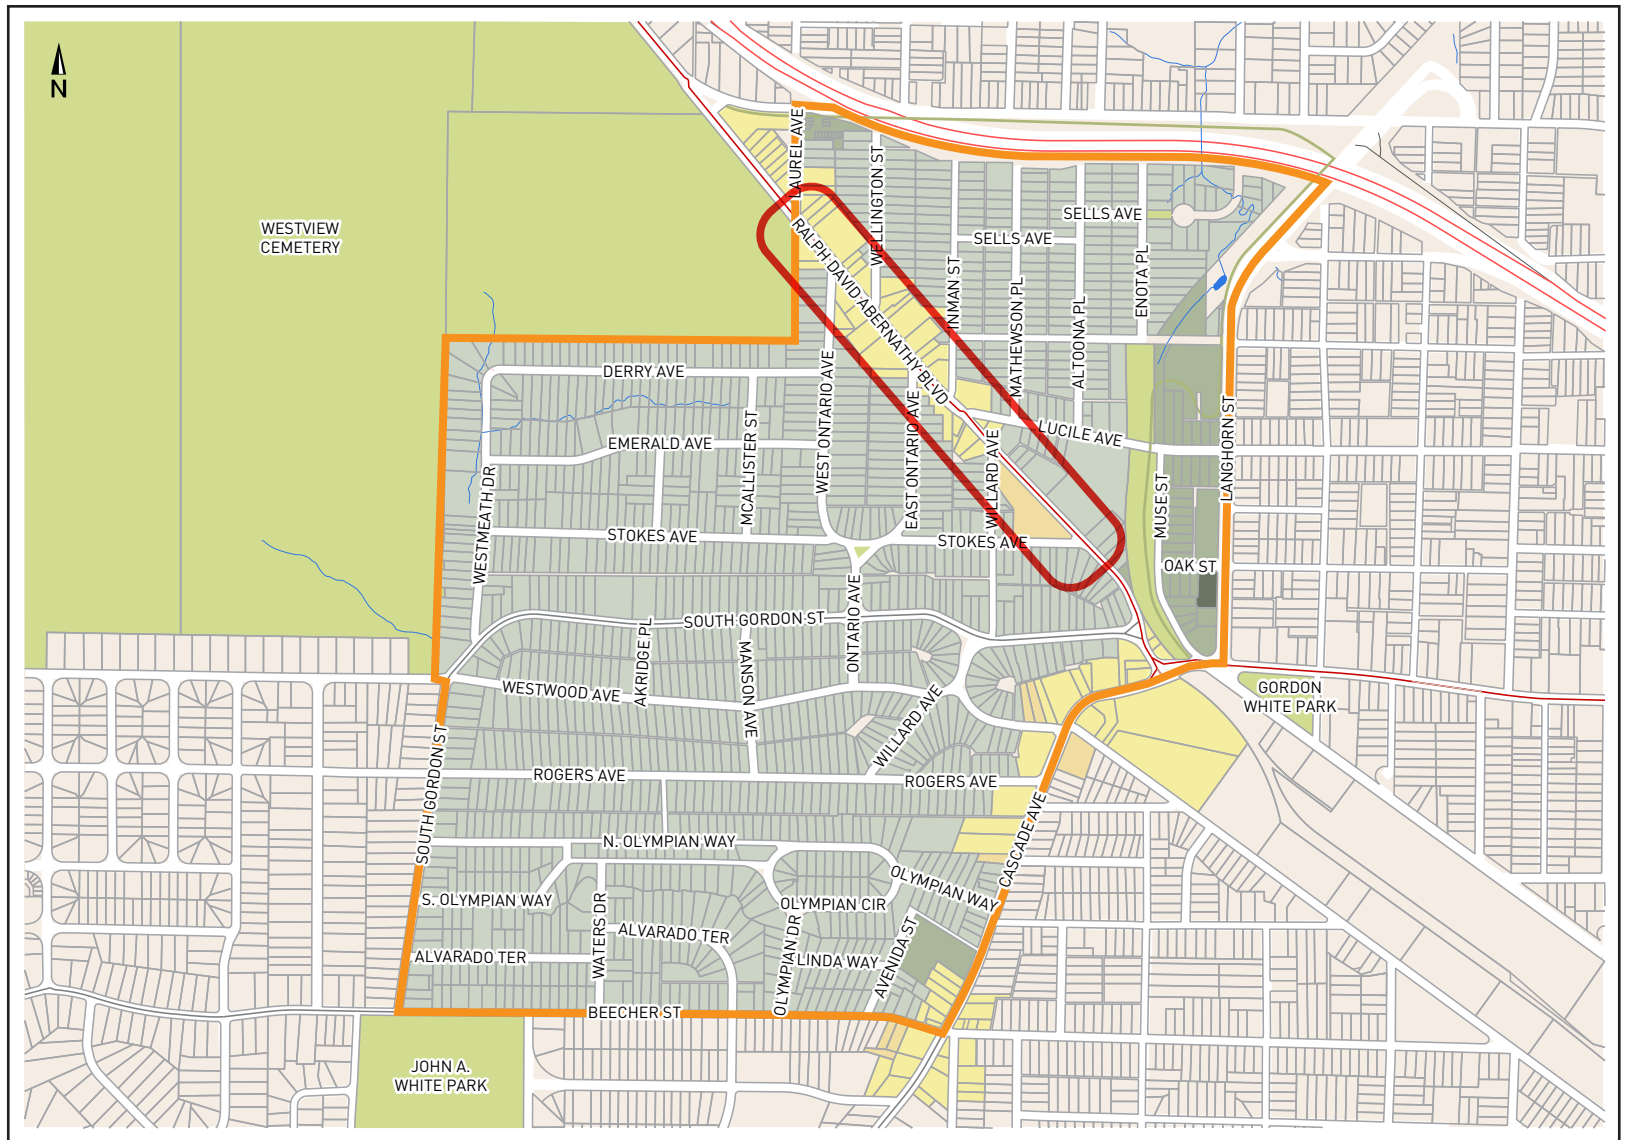 N
LAUREL AVE
WELLINGTON ST
WESTVIEW
CEMETERY
SELLS AVE
SELLS AVE
RALPH DAVID ABERNATHY BLVD
INMAN ST
MATHEWSON PL
ENOTA PL
ALTOONA PL
DERRY AVE
WEST ONTARIO AVE
EAST ONTARIO AVE
MCALLISTER ST
EMERALD AVE
LUCILE AVE
LANGHORN ST
WILLARD AVE
WESTMEATH DR
MUSE ST
STOKES AVE
STOKES AVE
OAK ST
SOUTH GORDON ST
ONTARIO AVE
AKRIDGE PL
MANSON AVE
WESTWOOD AVE
WILLARD AVE
GORDON
WHITE PARK
SOUTH GORDON ST
ROGERS AVE
ROGERS AVE
CASCADE AVE
N. OLYMPIAN WAY
OLYMPIAN WAY
S. OLYMPIAN WAY
OLYMPIAN CIR
WATERS DR
ALVARADO TER
OLYMPIAN DR
AVENIDA ST
ALVARADO TER
LINDA WAY
BEECHER ST
JOHN A.
WHITE PARK